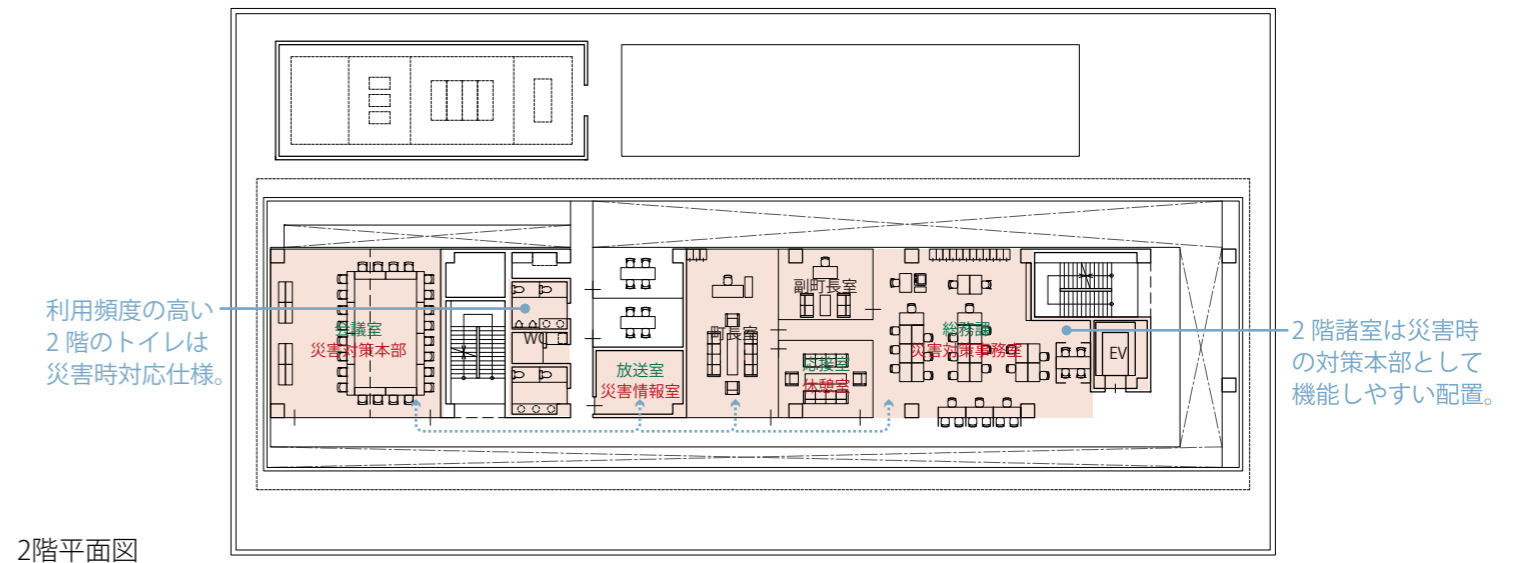 利用頻度の高い
2 階のトイレは
災害時対応仕様。
会議室
災害対策本部
WC
放送室
災害情報室
町長室
副町長室
応接室
休憩室
総務課
災害対策事務室
EV
2 階諸室は災害時
の対策本部として
機能しやすい配置。
2階平面図